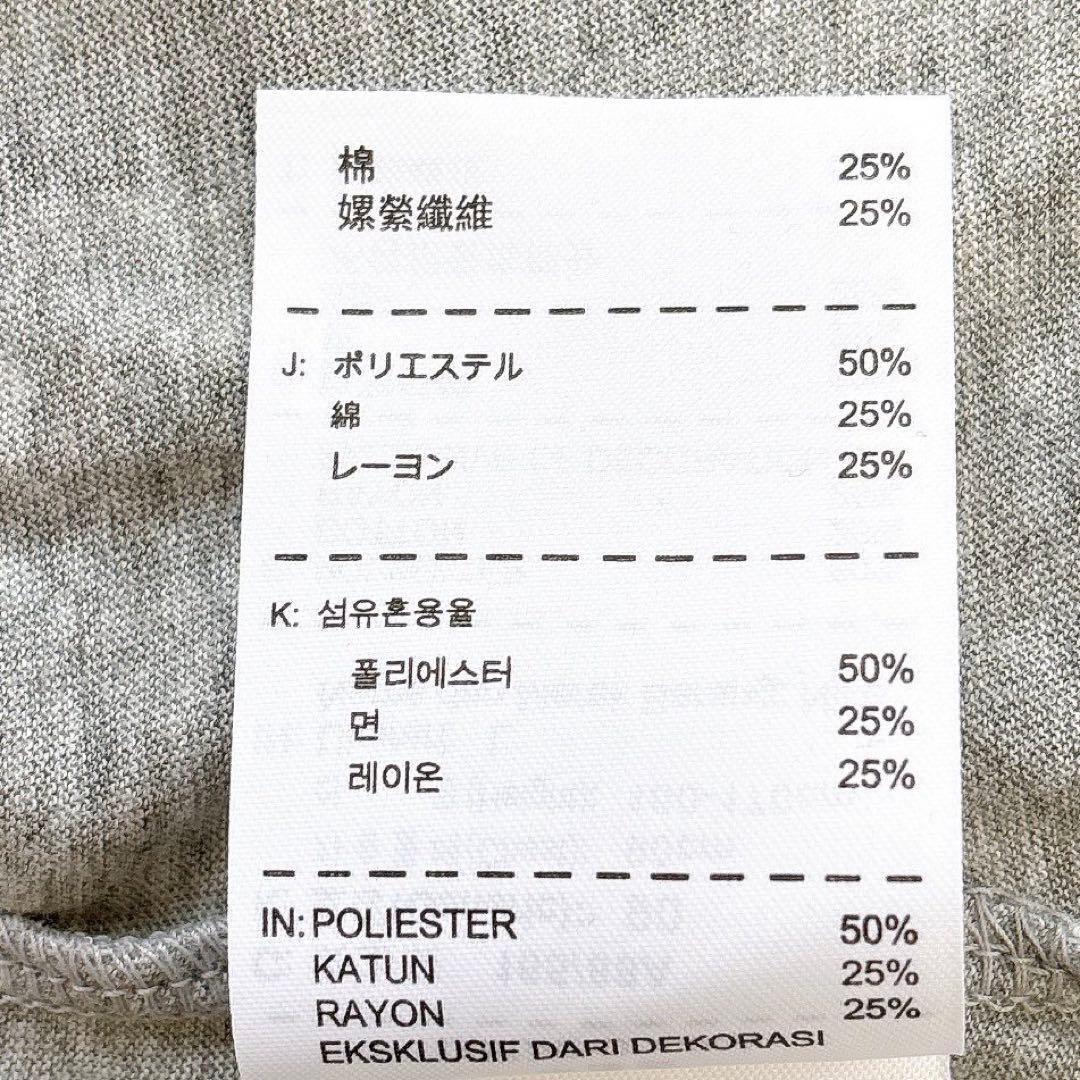 棉 25%
嫘縈纖維 25%
J: ポリエステル 50%
綿 25%
レーヨン 25%
K: 섬유혼용율
폴리에스터 50%
면 25%
레이온 25%
IN: POLIESTER 50%
KATUN 25%
RAYON 25%
EKSKLUSIF DARI DEKORASI